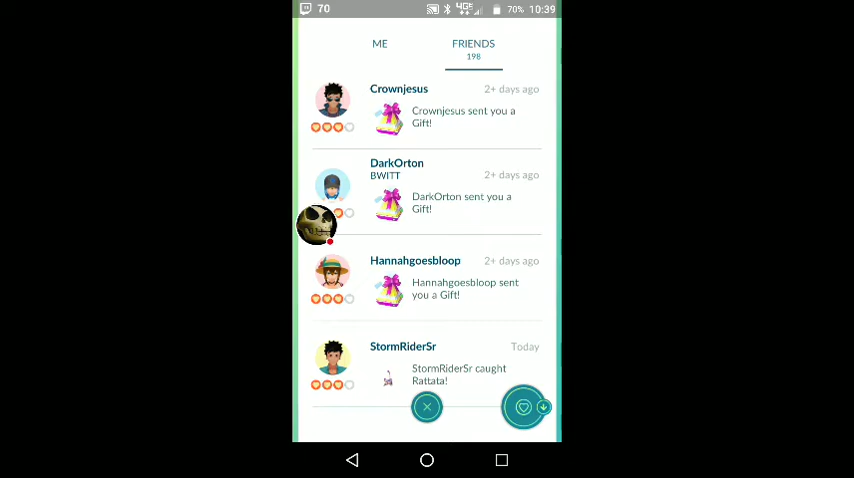 70
4GE
70% 10:39
ME
FRIENDS
198
Crownjesus
2+ days ago
Crownjesus sent you a
Gift!
DarkOrton
BWITT
2+ days ago
DarkOrton sent you a
Gift!
Hannahgoesbloop
2+ days ago
Hannahgoesbloop sent
you a Gift!
StormRiderSr
Today
StormRiderSr caught
Rattata!